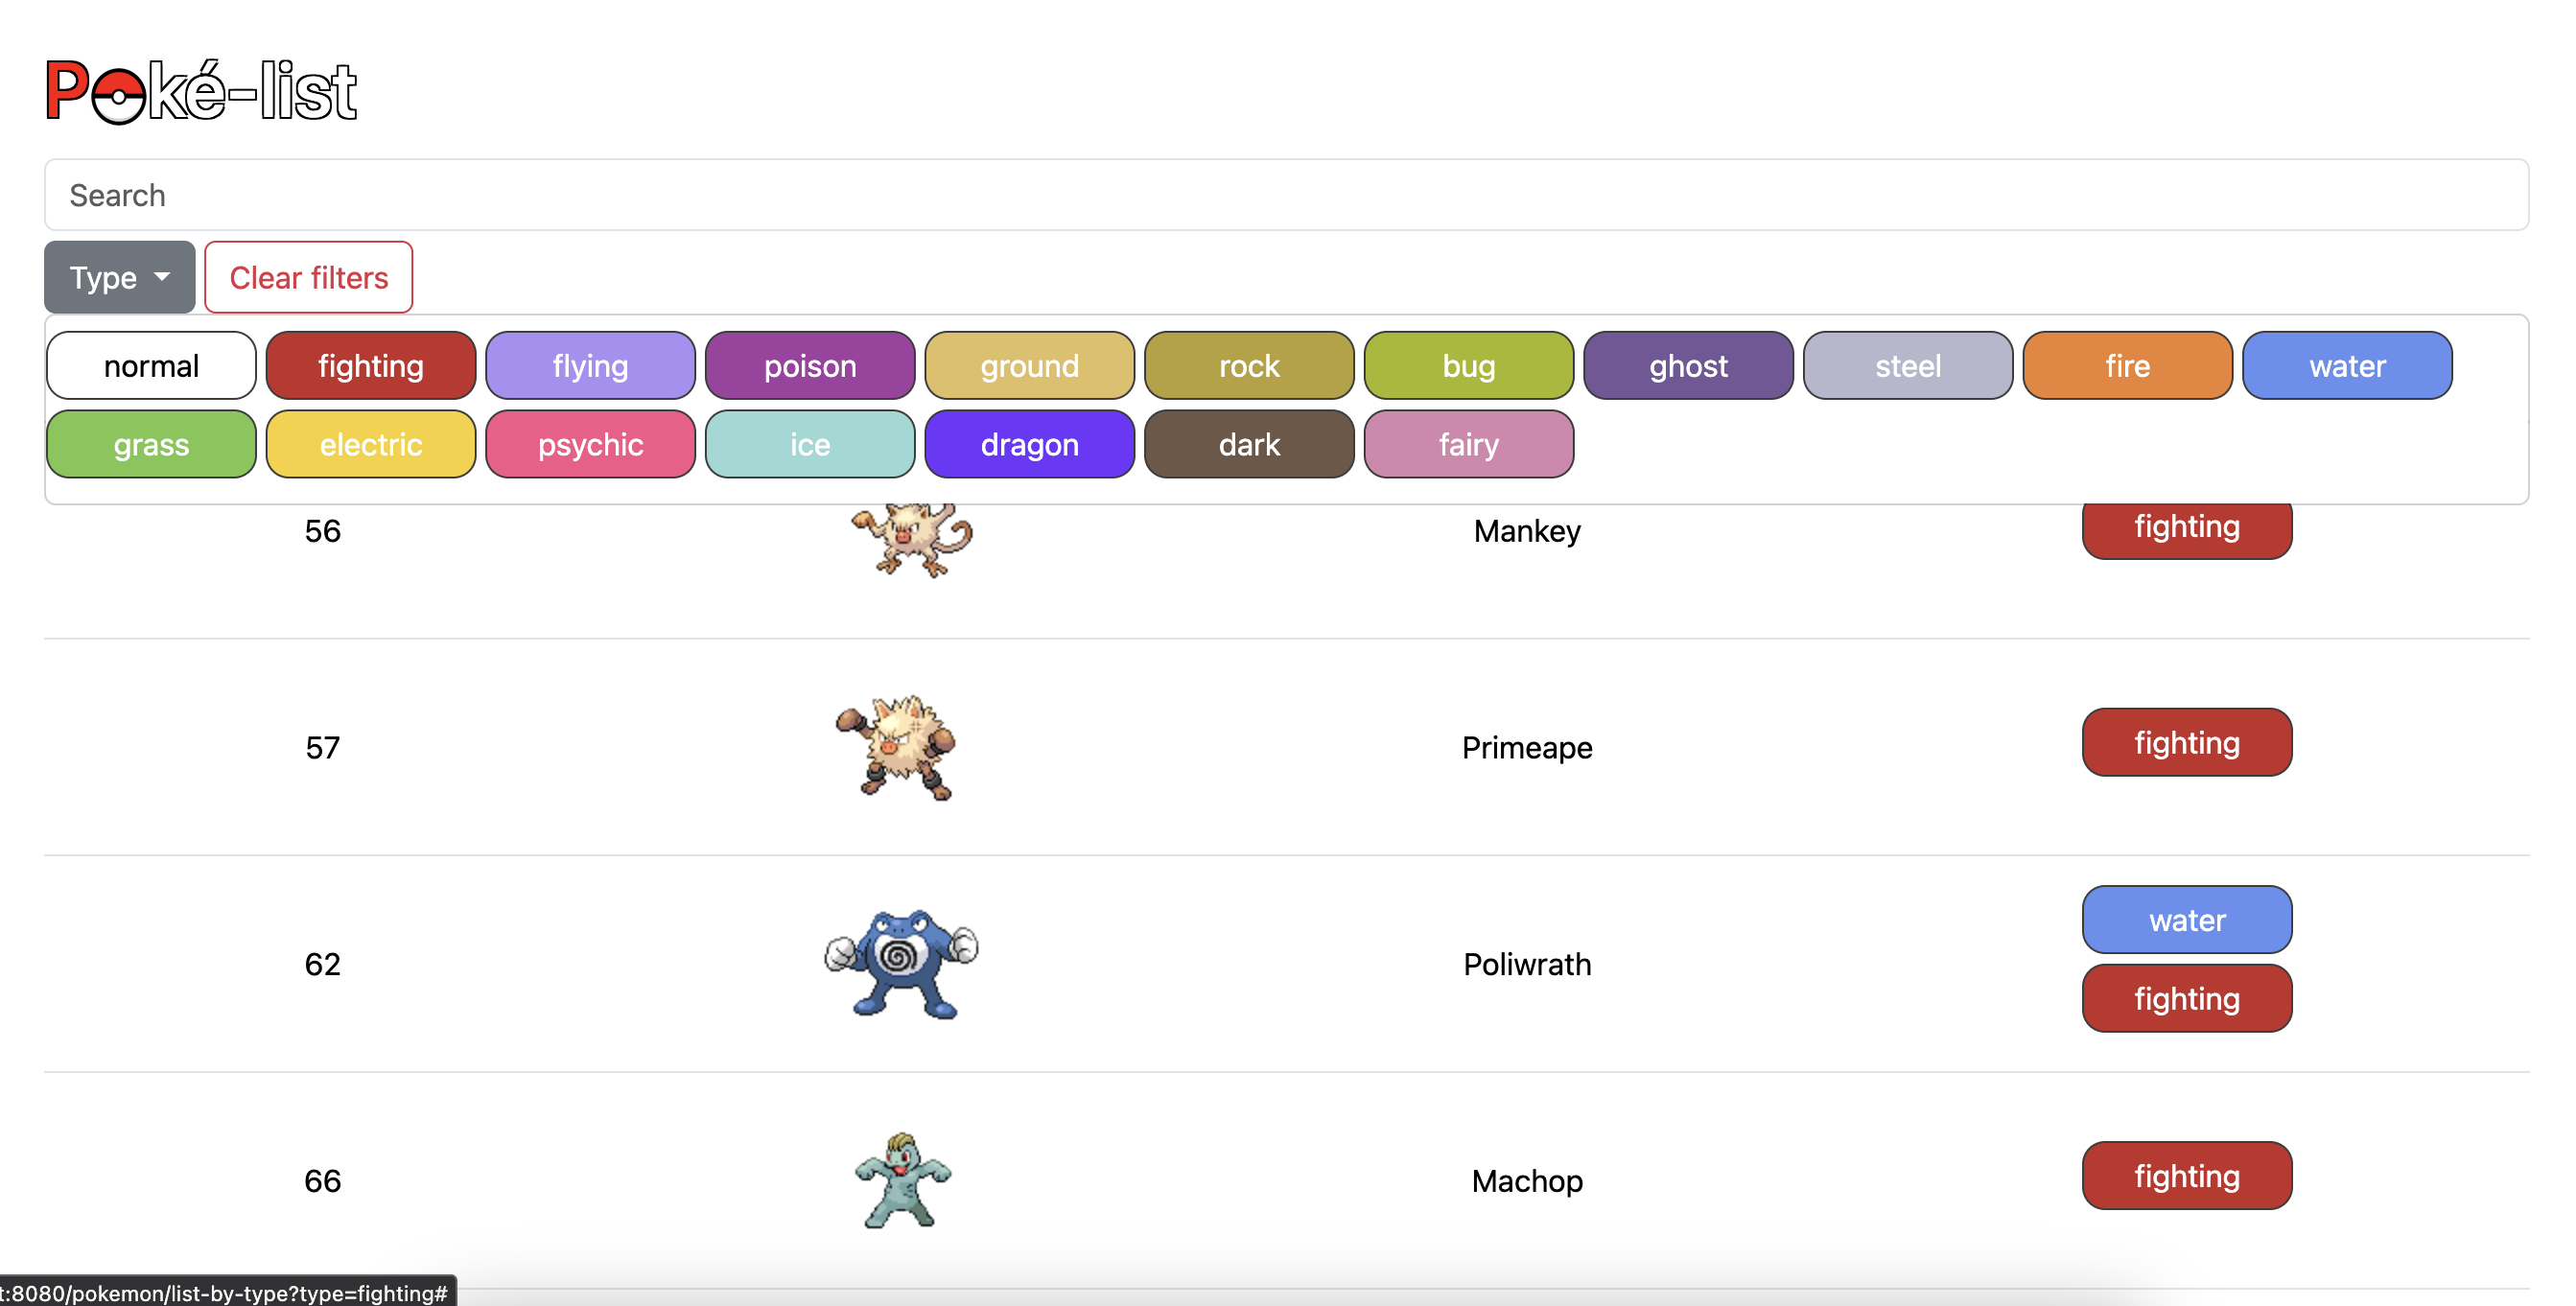 Poké-list
Search
Type Clear filters
normal fighting flying poison ground rock bug ghost steel fire water
grass electric psychic ice dragon dark fairy
56 Mankey fighting
57 Primeape fighting
62 Poliwrath water
fighting
66 Machop fighting
t:8080/pokemon/list-by-type?type=fighting#